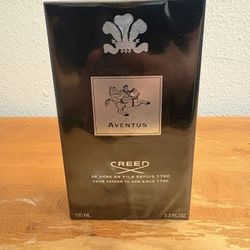 AVENTUS
CREED
DE PÈRE EN FILS DEPUIS 1760
FROM FATHER TO SON SINCE 1760
100 ML 3.3 FL.OZ